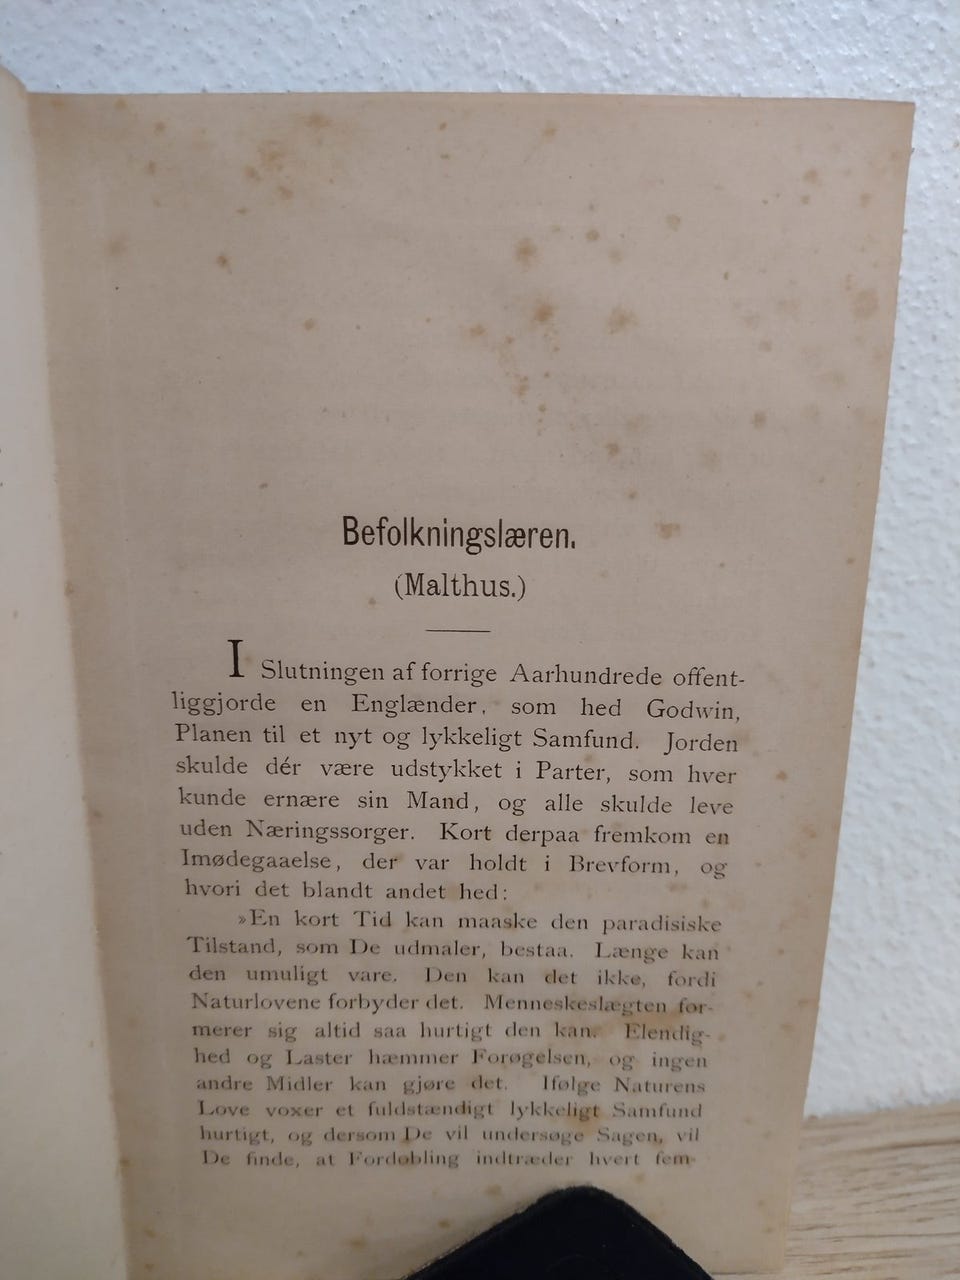 Befolkningslæren.
(Malthus.)
I Slutningen af forrige Aarhundrede offent-
liggjorde en Englænder, som hed Godwin,
Planen til et nyt og lykkeligt Samfund. Jorden
skulde dér være udstykket i Parter, som hver
kunde ernære sin Mand, og alle skulde leve
uden Næringssorger. Kort derpaa fremkom en
Imødegaaelse, der var holdt i Brevform, og
hvori det blandt andet hed:
»En kort Tid kan maaske den paradisiske
Tilstand, som De udmaler, bestaa. Længe kan
den umuligt vare. Den kan det ikke, fordi
Naturlovene forbyder det. Menneskeslægten for-
merer sig altid saa hurtigt den kan. Elendig-
hed og Laster hæmmer Forøgelsen, og ingen
andre Midler kan gjøre det. Ifølge Naturens
Love voxer et fuldstændigt lykkeligt Samfund
hurtigt, og dersom De vil undersøge Sagen, vil
De finde, at Fordobling indtræder hvert fem-